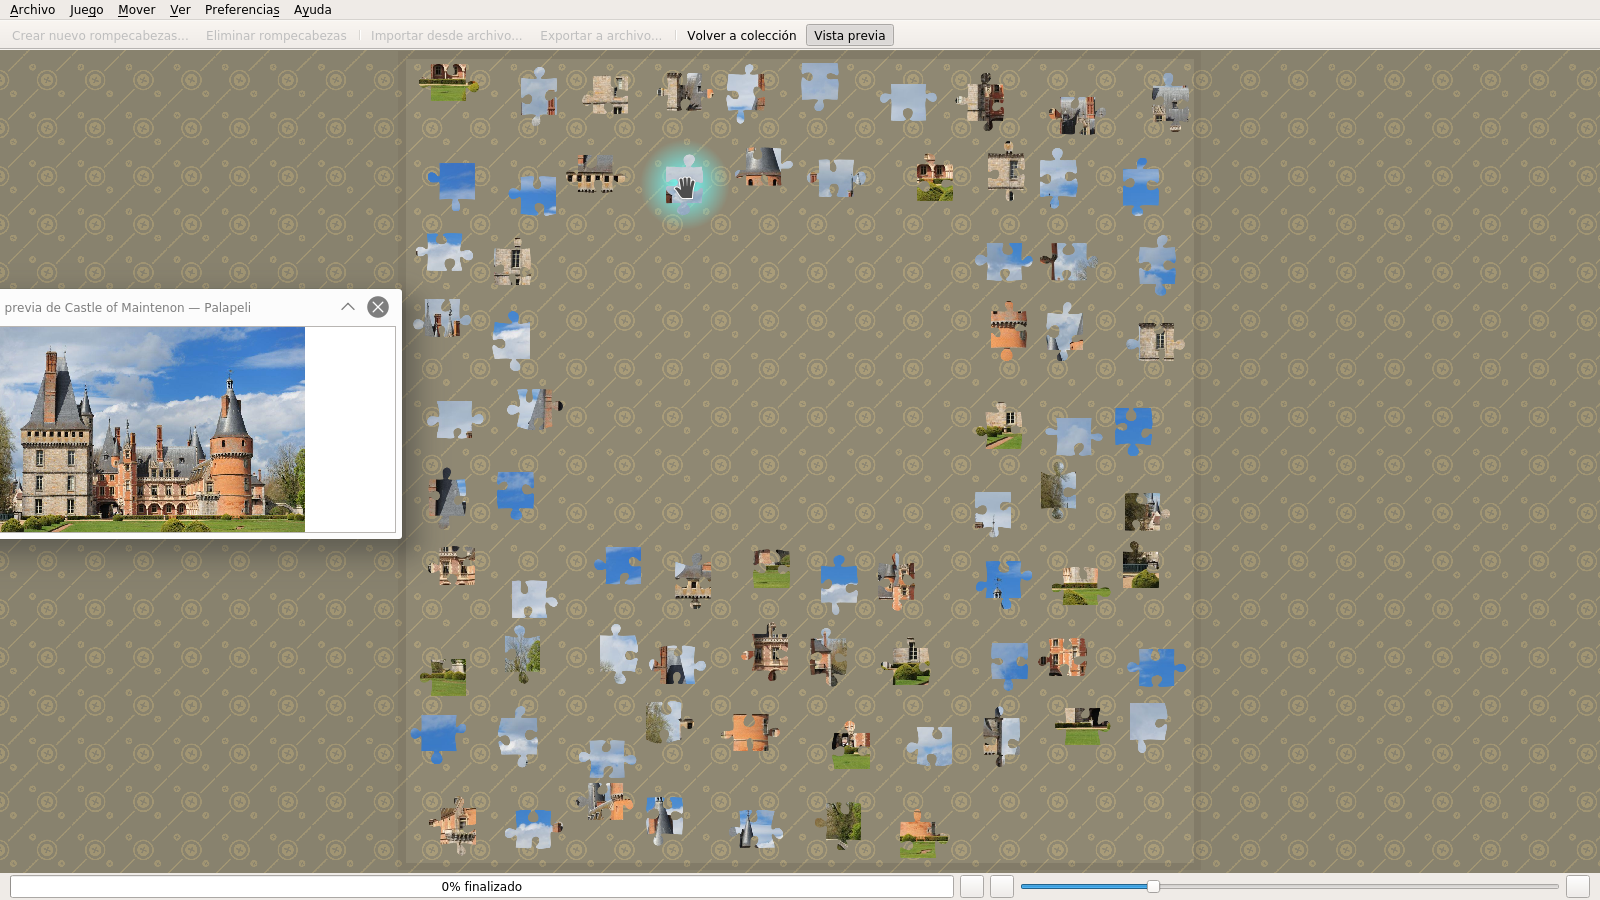 Archivo Juego Mover Ver Preferencias Ayuda
Crear nuevo rompecabezas... Eliminar rompecabezas Importar desde archivo... Exportar a archivo... Volver a colección Vista previa
previa de Castle of Maintenon — Palapeli
0% finalizado